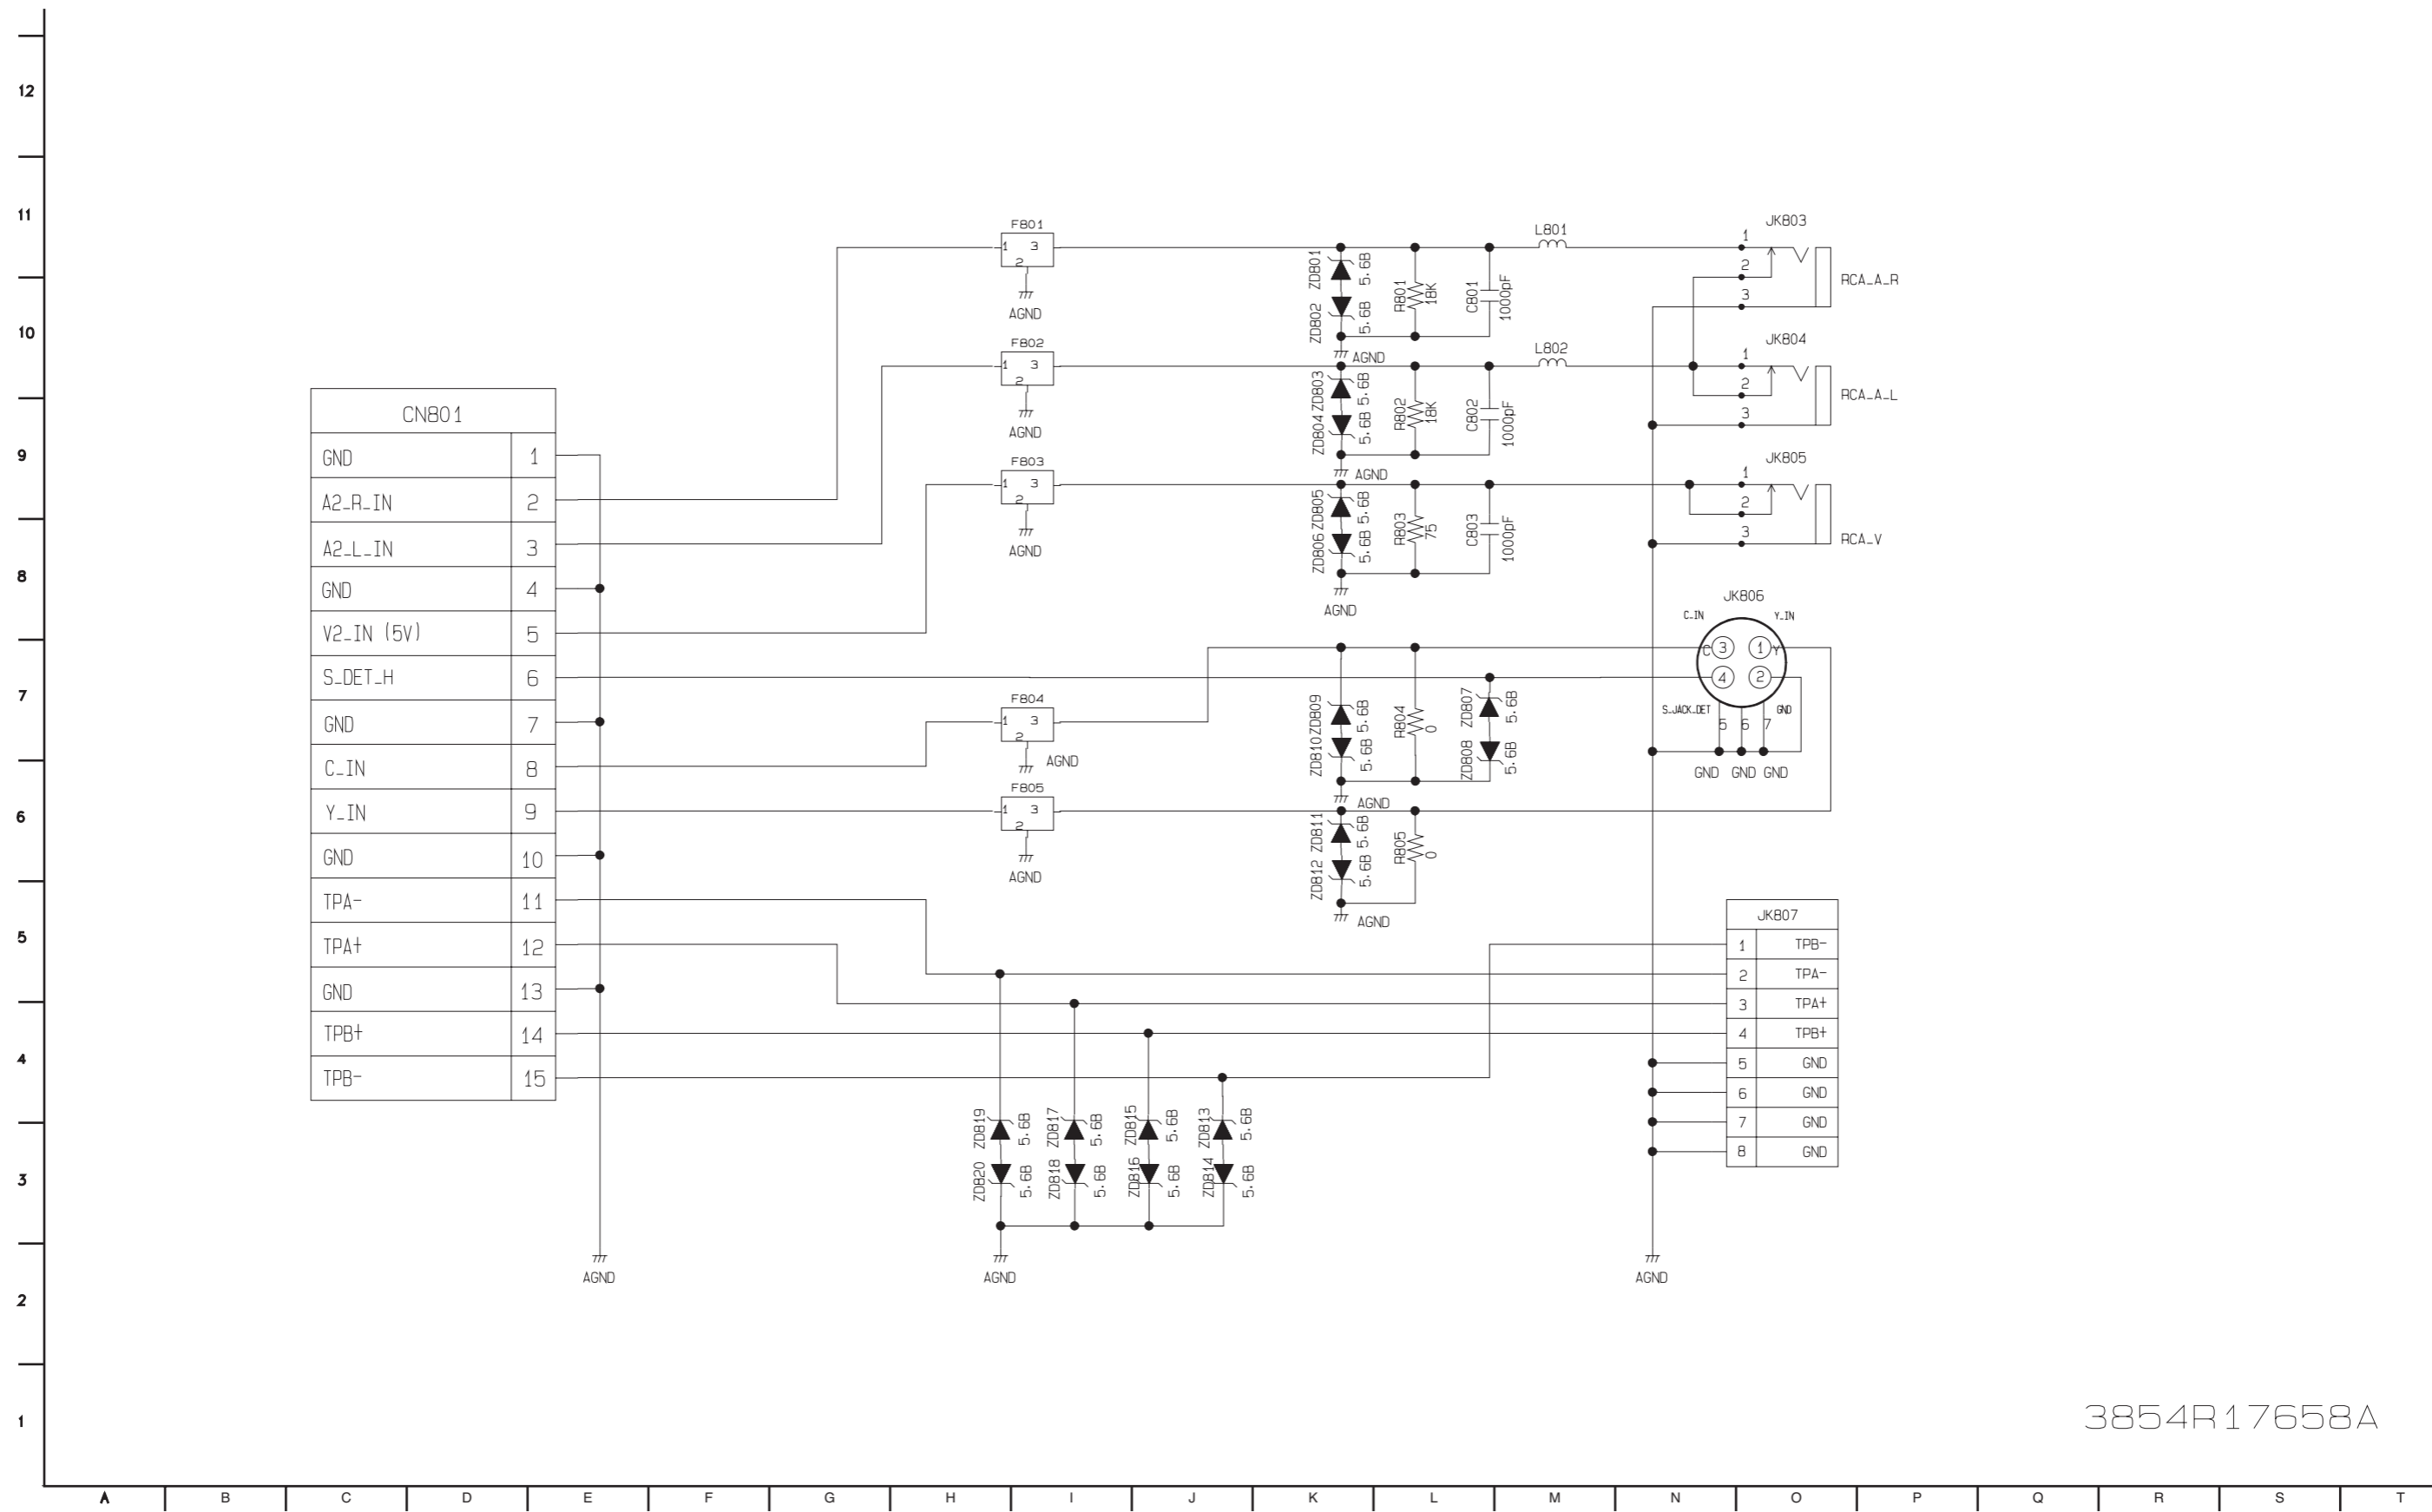 12
11
10
9
8
7
6
5
4
3
2
1
A B C D E F G H I J K L M N O P Q R S T
CN801
GND 1
A2_R_IN 2
A2_L_IN 3
GND 4
V2_IN (5V) 5
S_DET_H 6
GND 7
C_IN 8
Y_IN 9
GND 10
TPA- 11
TPA+ 12
GND 13
TPB+ 14
TPB- 15
AGND
F801
1 3
2
AGND
F802
1 3
2
AGND
F803
1 3
2
AGND
F804
1 3
2
AGND
F805
1 3
2
AGND
ZD801 5.6B
ZD802 5.6B
R801 18K
C801 1000pF
AGND
L801
ZD803 5.6B
ZD804 5.6B
R802 18K
C802 1000pF
AGND
L802
ZD805 5.6B
ZD806 5.6B
R803 75
C803 1000pF
AGND
ZD809 5.6B
ZD810 5.6B
R804 0
ZD807 5.6B
ZD808 5.6B
AGND
ZD811 5.6B
ZD812 5.6B
R805 0
AGND
ZD819 5.6B
ZD820 5.6B
ZD817 5.6B
ZD818 5.6B
ZD815 5.6B
ZD816 5.6B
ZD813 5.6B
ZD814 5.6B
AGND
JK803
1
2
3
RCA_A_R
JK804
1
2
3
RCA_A_L
JK805
1
2
3
RCA_V
JK806
C_IN Y_IN
C 3 1 Y
4 2
S_JACK_DET GND
5 6 7
GND GND GND
JK807
1 TPB-
2 TPA-
3 TPA+
4 TPB+
5 GND
6 GND
7 GND
8 GND
AGND
3854R17658A